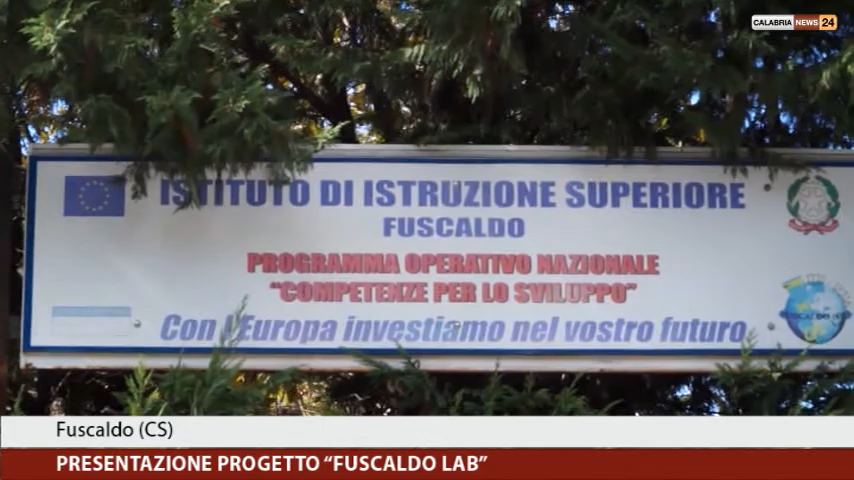 CALABRIA NEWS 24
ISTITUTO DI ISTRUZIONE SUPERIORE
FUSCALDO
PROGRAMMA OPERATIVO NAZIONALE
"COMPETENZE PER LO SVILUPPO"
Con l'Europa investiamo nel vostro futuro
Fuscaldo (CS)
PRESENTAZIONE PROGETTO “FUSCALDO LAB”